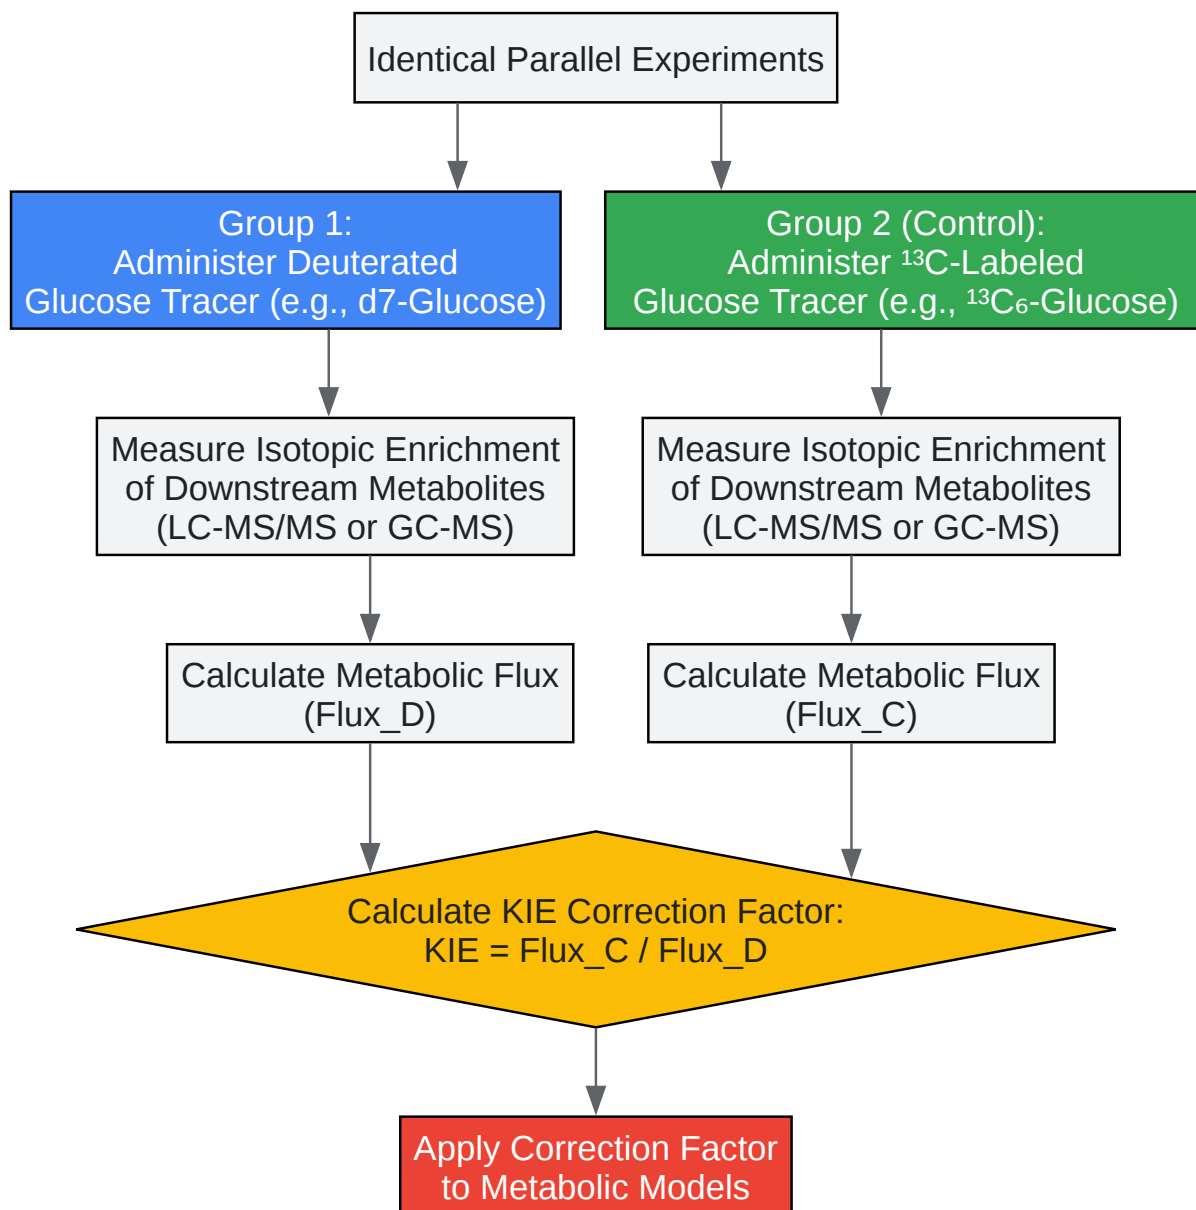 Identical Parallel Experiments
Group 1:
Administer Deuterated
Glucose Tracer (e.g., d7-Glucose)
Group 2 (Control):
Administer ¹³C-Labeled
Glucose Tracer (e.g., ¹³C₆-Glucose)
Measure Isotopic Enrichment
of Downstream Metabolites
(LC-MS/MS or GC-MS)
Measure Isotopic Enrichment
of Downstream Metabolites
(LC-MS/MS or GC-MS)
Calculate Metabolic Flux
(Flux_D)
Calculate Metabolic Flux
(Flux_C)
Calculate KIE Correction Factor:
KIE = Flux_C / Flux_D
Apply Correction Factor
to Metabolic Models